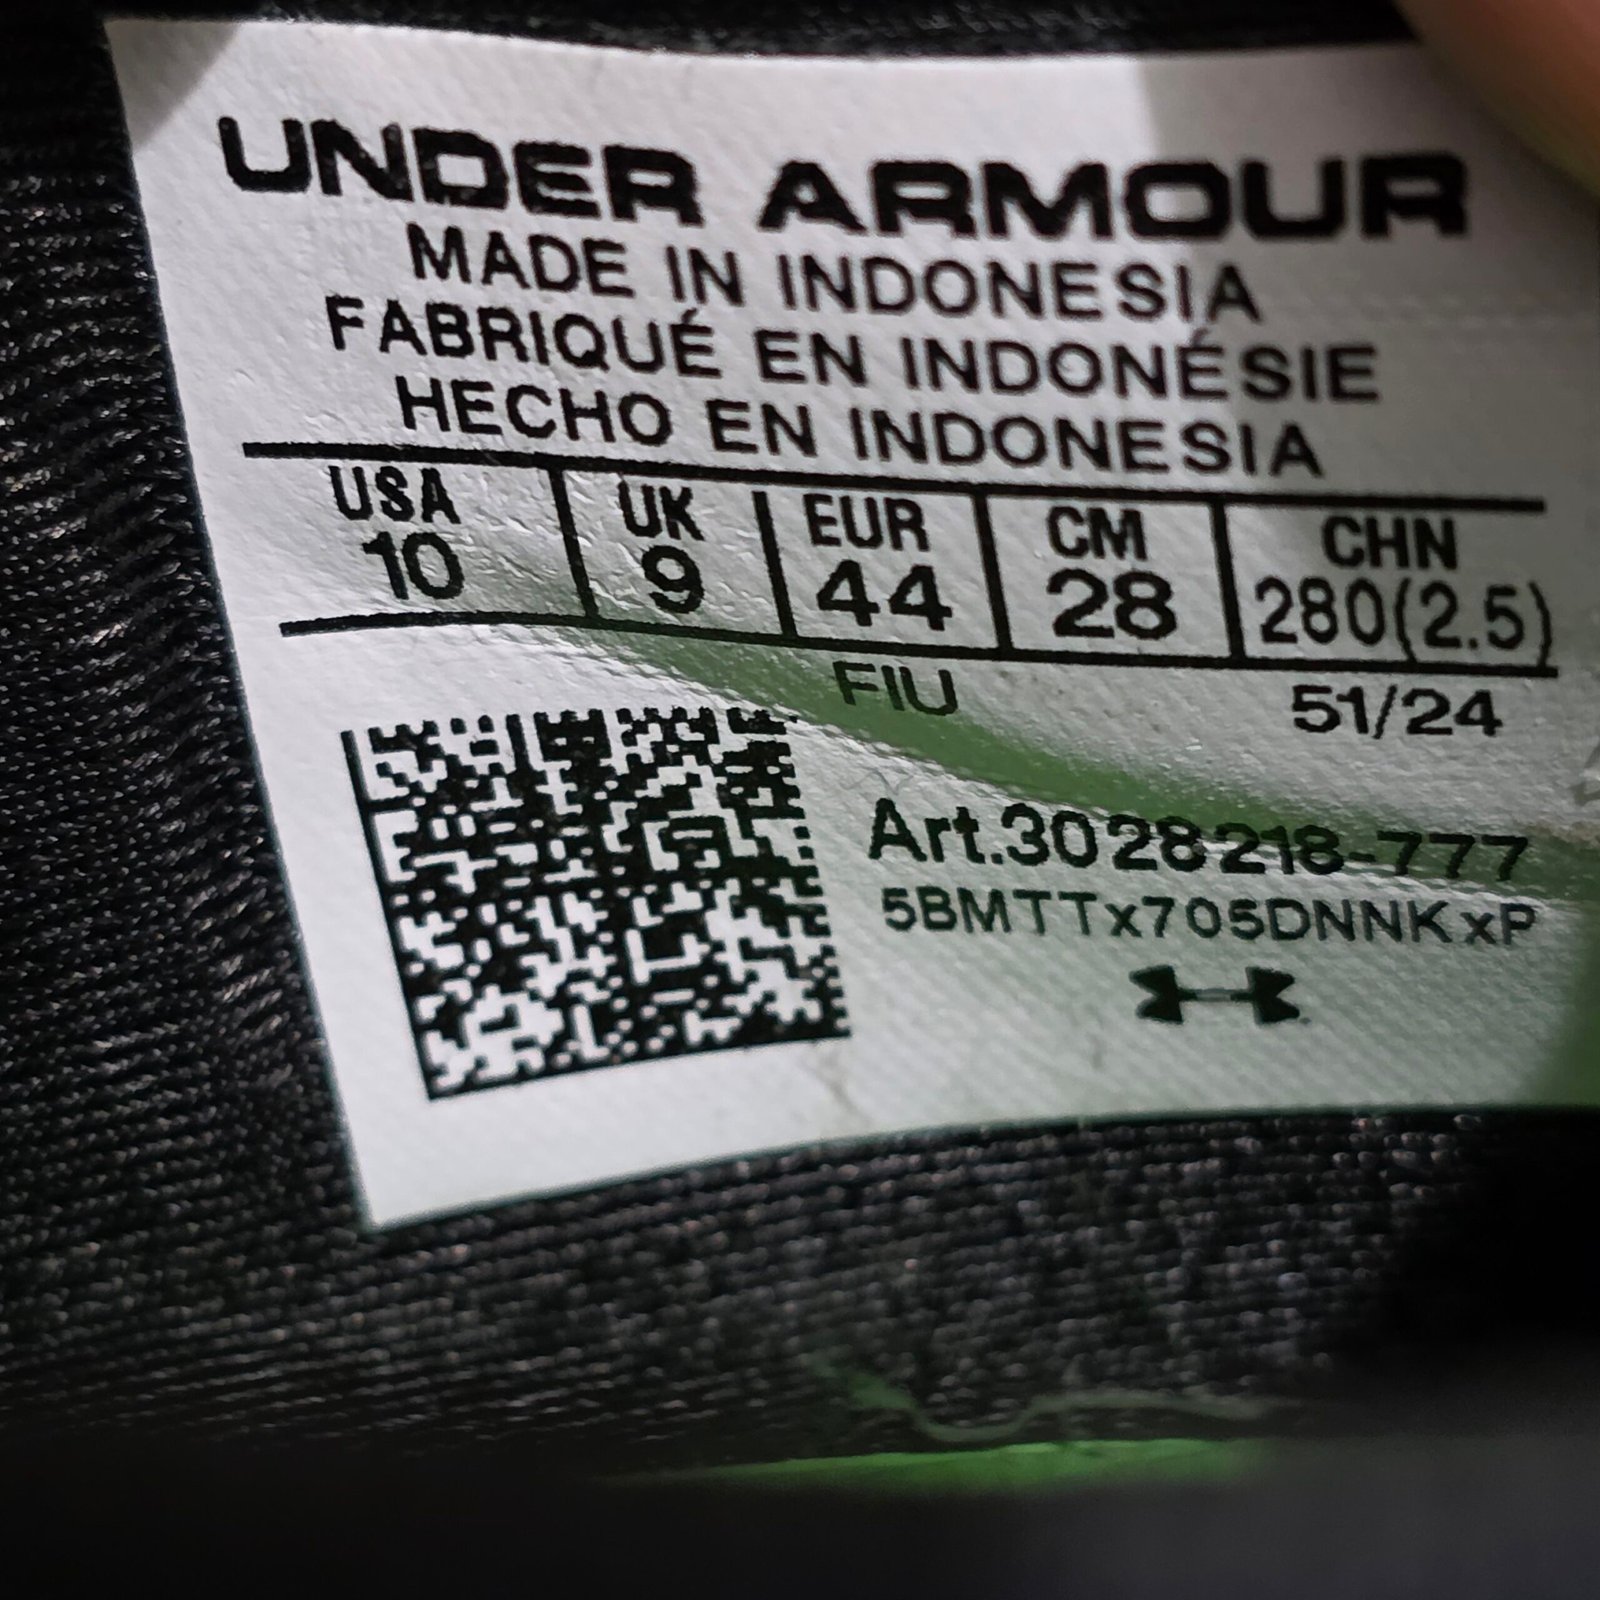 UNDER ARMOUR
MADE IN INDONESIA
FABRIQUÉ EN INDONÉSIE
HECHO EN INDONESIA
USA UK EUR CM CHN
10 9 44 28 280(2.5)
FIU 51/24
Art.3028218-777
5BMTTx705DNNKxP